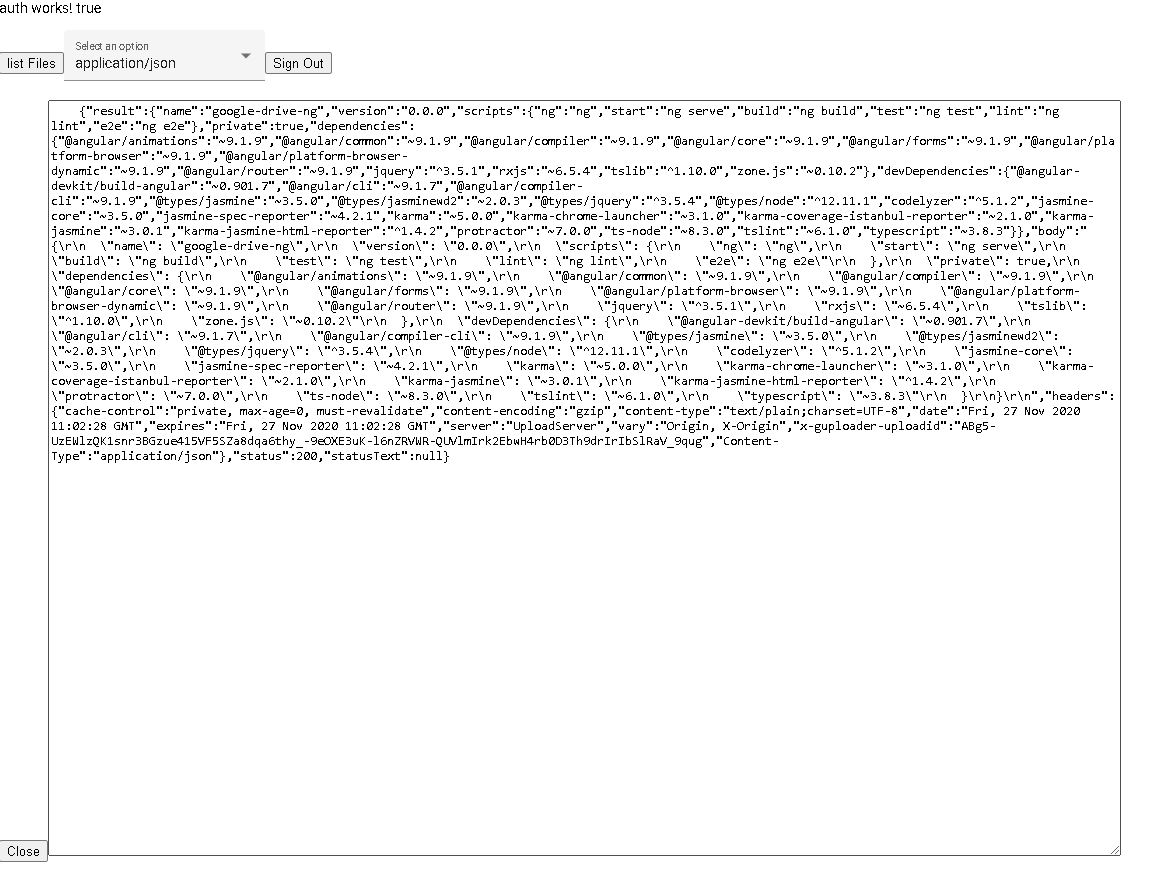 auth works! true
Select an option
list Files
application/json
Sign Out
{"result":{"name":"google-drive-ng","version":"0.0.0","scripts":{"ng":"ng","start":"ng serve","build":"ng build","test":"ng test","lint":"ng
lint","e2e":"ng e2e"},"private":true,"dependencies":
{"@angular/animations":"~9.1.9","@angular/common":"~9.1.9","@angular/compiler":"~9.1.9","@angular/core":"~9.1.9","@angular/forms":"~9.1.9","@angular/pla
tform-browser":"~9.1.9","@angular/platform-browser-
dynamic":"~9.1.9","@angular/router":"~9.1.9","jquery":"^3.5.1","rxjs":"~6.5.4","tslib":"^1.10.0","zone.js":"~0.10.2"},"devDependencies":{"@angular-
devkit/build-angular":"~0.901.7","@angular/cli":"~9.1.7","@angular/compiler-
cli":"~9.1.9","@types/jasmine":"~3.5.0","@types/jasminewd2":"~2.0.3","@types/jquery":"^3.5.4","@types/node":"^12.11.1","codelyzer":"^5.1.2","jasmine-
core":"~3.5.0","jasmine-spec-reporter":"~4.2.1","karma":"~5.0.0","karma-chrome-launcher":"~3.1.0","karma-coverage-istanbul-reporter":"~2.1.0","karma-
jasmine":"~3.0.1","karma-jasmine-html-reporter":"^1.4.2","protractor":"~7.0.0","ts-node":"~8.3.0","tslint":"~6.1.0","typescript":"~3.8.3"}},"body":"
{\r\n  \"name\": \"google-drive-ng\",\r\n  \"version\": \"0.0.0\",\r\n  \"scripts\": {\r\n    \"ng\": \"ng\",\r\n    \"start\": \"ng serve\",\r\n
\"build\": \"ng build\",\r\n    \"test\": \"ng test\",\r\n    \"lint\": \"ng lint\",\r\n    \"e2e\": \"ng e2e\"\r\n  },\r\n  \"private\": true,\r\n
\"dependencies\": {\r\n    \"@angular/animations\": \"~9.1.9\",\r\n    \"@angular/common\": \"~9.1.9\",\r\n    \"@angular/compiler\": \"~9.1.9\",\r\n
\"@angular/core\": \"~9.1.9\",\r\n    \"@angular/forms\": \"~9.1.9\",\r\n    \"@angular/platform-browser\": \"~9.1.9\",\r\n    \"@angular/platform-
browser-dynamic\": \"~9.1.9\",\r\n    \"@angular/router\": \"~9.1.9\",\r\n    \"jquery\": \"^3.5.1\",\r\n    \"rxjs\": \"~6.5.4\",\r\n    \"tslib\":
\"^1.10.0\",\r\n    \"zone.js\": \"~0.10.2\"\r\n  },\r\n  \"devDependencies\": {\r\n    \"@angular-devkit/build-angular\": \"~0.901.7\",\r\n
\"@angular/cli\": \"~9.1.7\",\r\n    \"@angular/compiler-cli\": \"~9.1.9\",\r\n    \"@types/jasmine\": \"~3.5.0\",\r\n    \"@types/jasminewd2\":
\"~2.0.3\",\r\n    \"@types/jquery\": \"^3.5.4\",\r\n    \"@types/node\": \"^12.11.1\",\r\n    \"codelyzer\": \"^5.1.2\",\r\n    \"jasmine-core\":
\"~3.5.0\",\r\n    \"jasmine-spec-reporter\": \"~4.2.1\",\r\n    \"karma\": \"~5.0.0\",\r\n    \"karma-chrome-launcher\": \"~3.1.0\",\r\n    \"karma-
coverage-istanbul-reporter\": \"~2.1.0\",\r\n    \"karma-jasmine\": \"~3.0.1\",\r\n    \"karma-jasmine-html-reporter\": \"^1.4.2\",\r\n
\"protractor\": \"~7.0.0\",\r\n    \"ts-node\": \"~8.3.0\",\r\n    \"tslint\": \"~6.1.0\",\r\n    \"typescript\": \"~3.8.3\"\r\n  }\r\n}\r\n","headers":
{"cache-control":"private, max-age=0, must-revalidate","content-encoding":"gzip","content-type":"text/plain;charset=UTF-8","date":"Fri, 27 Nov 2020
11:02:28 GMT","expires":"Fri, 27 Nov 2020 11:02:28 GMT","server":"UploadServer","vary":"Origin, X-Origin","x-guploader-uploadid":"ABg5-
UzEWlzQK1snr3BGzue415VF5SZa8dqa6thy_-9eOXE3uK-l6nZRVWR-QUVlmIrk2EbwH4rb0D3Th9drIrIbSlRaV_9qug","Content-
Type":"application/json"},"status":200,"statusText":null}
Close